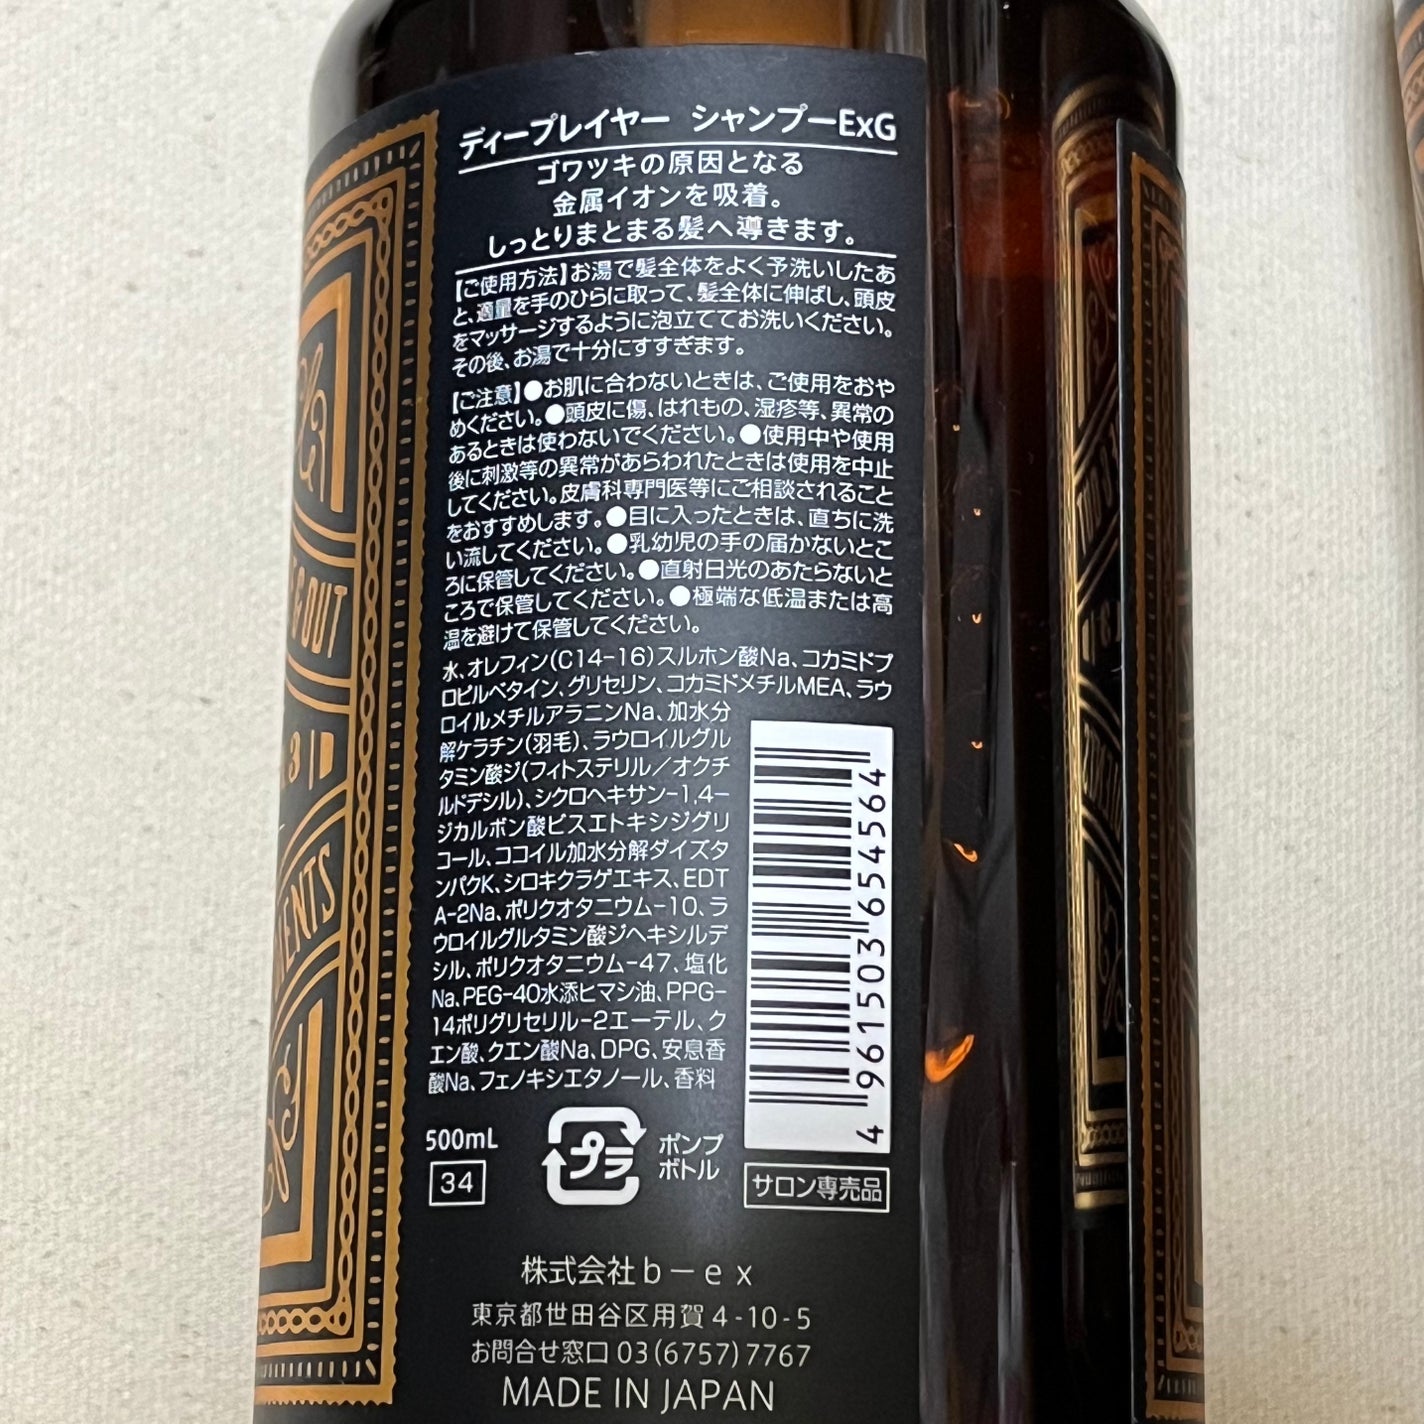 ディープレイヤー シャンプーExG
ゴワツキの原因となる
金属イオンを吸着。
しっとりまとまる髪へ導きます。
【ご使用方法】お湯で髪全体をよく予洗いしたあ
と、適量を手のひらに取って、髪全体に伸ばし、頭皮
をマッサージするように泡立ててお洗いください。
その後、お湯で十分にすすぎます。
【ご注意】●お肌に合わないときは、ご使用をおや
めください。●頭皮に傷、はれもの、湿疹等、異常の
あるときは使わないでください。●使用中や使用
後に刺激等の異常があらわれたときは使用を中止
してください。皮膚科専門医等にご相談されること
をおすすめします。●目に入ったときは、直ちに洗
い流してください。●乳幼児の手の届かないとこ
ろに保管してください。●直射日光のあたらないと
ころで保管してください。●極端な低温または高
温を避けて保管してください。
水、オレフィン(C14-16)スルホン酸Na、コカミドプ
ロピルベタイン、グリセリン、コカミドメチルMEA、ラウ
ロイルメチルアラニンNa、加水分
解ケラチン(羽毛)、ラウロイルグル
タミン酸ジ(フィトステリル／オクチ
ルドデシル)、シクロヘキサン-1,4-
ジカルボン酸ビスエトキシジグリ
コール、ココイル加水分解ダイズタ
ンパクK、シロキクラゲエキス、EDT
A-2Na、ポリクオタニウム-10、ラ
ウロイルグルタミン酸ジヘキシルデ
シル、ポリクオタニウム-47、塩化
Na、PEG-40水添ヒマシ油、PPG-
14ポリグリセリル-2エーテル、ク
エン酸、クエン酸Na、DPG、安息香
酸Na、フェノキシエタノール、香料
4961503654564
500mL
34
プラ
ポンプ
ボトル
サロン専売品
株式会社ｂ－ｅｘ
東京都世田谷区用賀4-10-5
お問合せ窓口 03(6757)7767
MADE IN JAPAN
& OUT